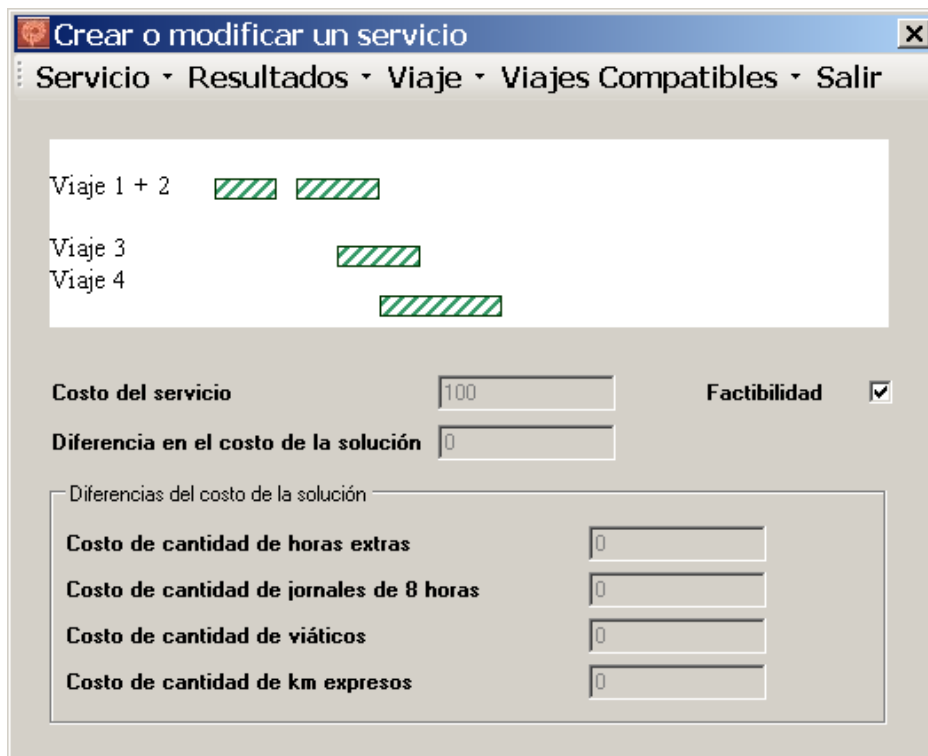 Crear o modificar un servicio
Servicio Resultados Viaje Viajes Compatibles Salir
Viaje 1 + 2
Viaje 3
Viaje 4
Costo del servicio 100 Factibilidad
Diferencia en el costo de la solución 0
Diferencias del costo de la solución
Costo de cantidad de horas extras 0
Costo de cantidad de jornales de 8 horas 0
Costo de cantidad de viáticos 0
Costo de cantidad de km expresos 0